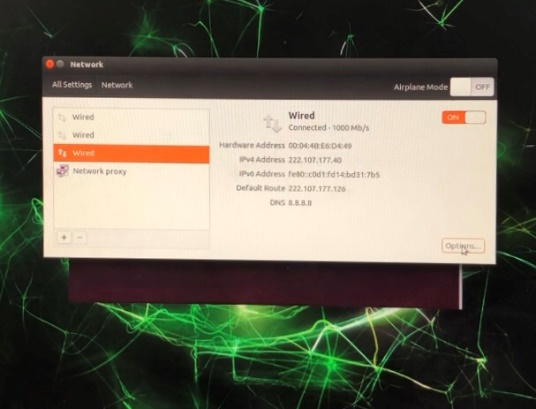 Network
All Settings Network
Airplane Mode OFF
Wired
Wired
Wired
Network proxy
+ −
Wired
Connected - 1000 Mb/s
ON
Hardware Address 00:04:4B:E6:D4:49
IPv4 Address 222.107.177.40
IPv6 Address fe80::c0d1:fd14:bd31:7b5
Default Route 222.107.177.126
DNS 8.8.8.8
Options...